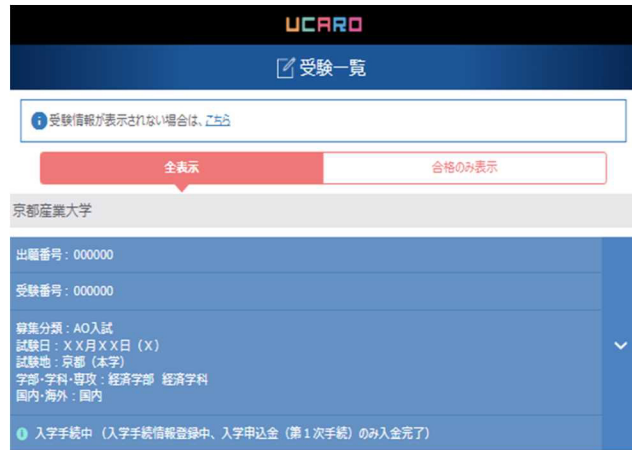 UCARO
受験一覧
受験情報が表示されない場合は、こちら
全表示 合格のみ表示
京都産業大学
出願番号：000000
受験番号：000000
募集分類：AO入試
試験日：XX月XX日（X）
試験地：京都（本学）
学部・学科・専攻：経済学部 経済学科
国内・海外：国内
入学手続中（入学手続情報登録中、入学申込金（第１次手続）のみ入金完了）